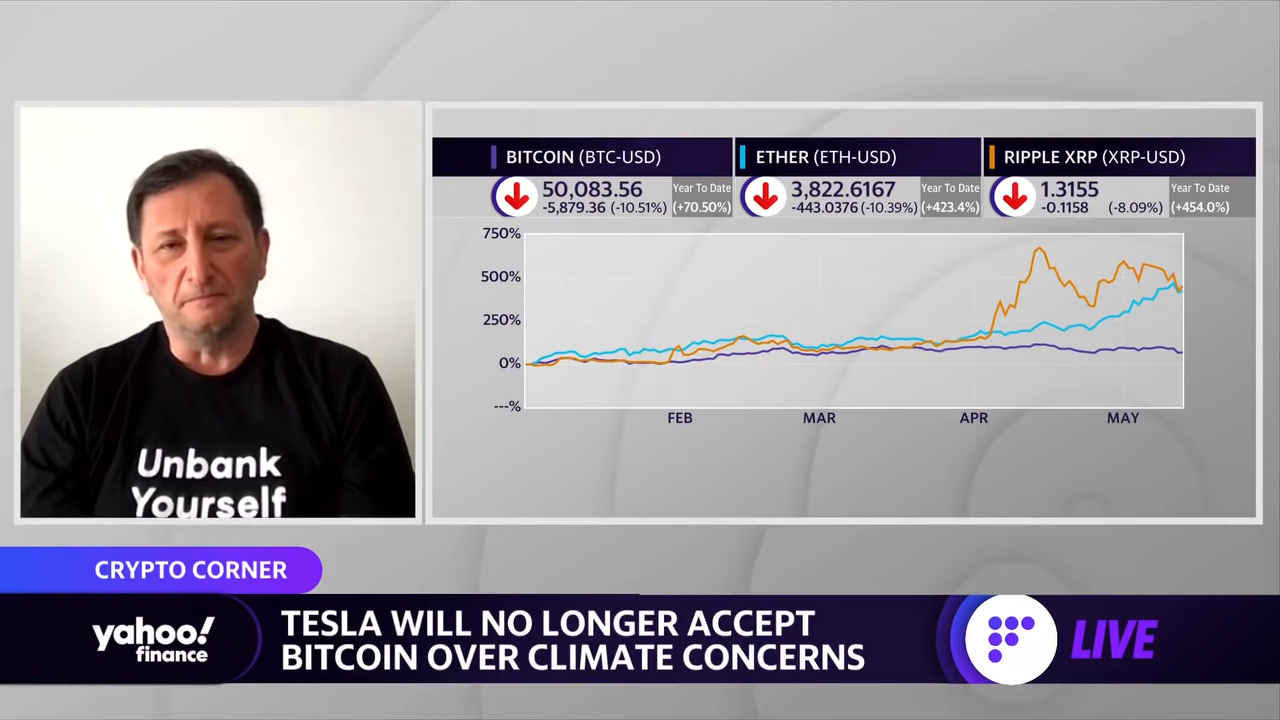 BITCOIN (BTC-USD)
50,083.56
-5,879.36 (-10.51%)
Year To Date
(+70.50%)
ETHER (ETH-USD)
3,822.6167
-443.0376 (-10.39%)
Year To Date
(+423.4%)
RIPPLE XRP (XRP-USD)
1.3155
-0.1158 (-8.09%)
Year To Date
(+454.0%)
750%
500%
250%
0%
---%
FEB MAR APR MAY
Unbank
Yourself
CRYPTO CORNER
yahoo!
finance
TESLA WILL NO LONGER ACCEPT
BITCOIN OVER CLIMATE CONCERNS
LIVE